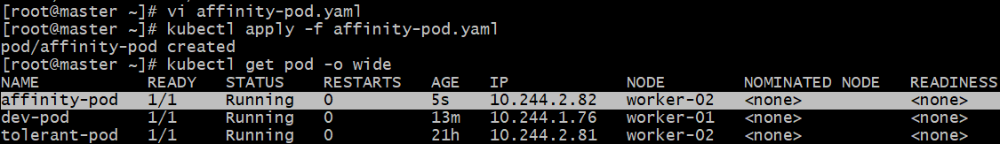 [root@master ~]# vi affinity-pod.yaml
[root@master ~]# kubectl apply -f affinity-pod.yaml
pod/affinity-pod created
[root@master ~]# kubectl get pod -o wide
NAME           READY   STATUS    RESTARTS   AGE   IP            NODE        NOMINATED NODE   READINESS
affinity-pod   1/1     Running   0          5s    10.244.2.82   worker-02   <none>           <none>
dev-pod        1/1     Running   0          13m   10.244.1.76   worker-01   <none>           <none>
tolerant-pod   1/1     Running   0          21h   10.244.2.81   worker-02   <none>           <none>